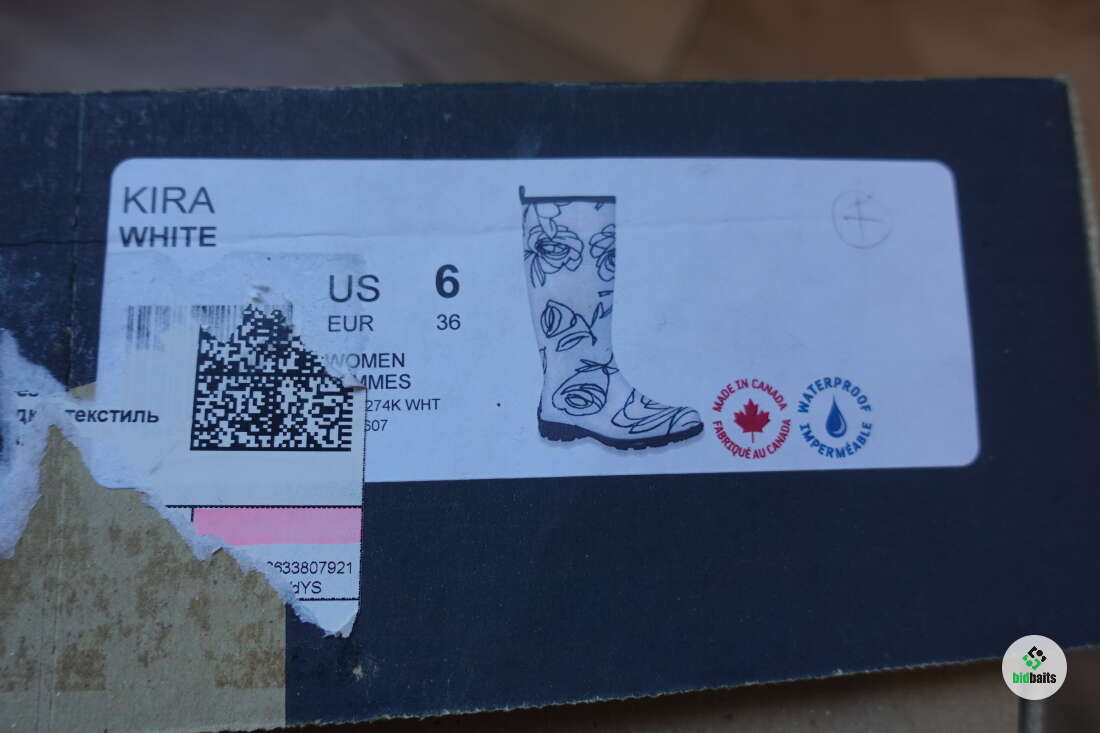 KIRA
WHITE
US 6
EUR 36
WOMEN
274K WHT
текстиль
MADE IN CANADA
FABRIQUÉ AU CANADA
WATERPROOF
IMPERMÉABLE
633807921
bidbaits